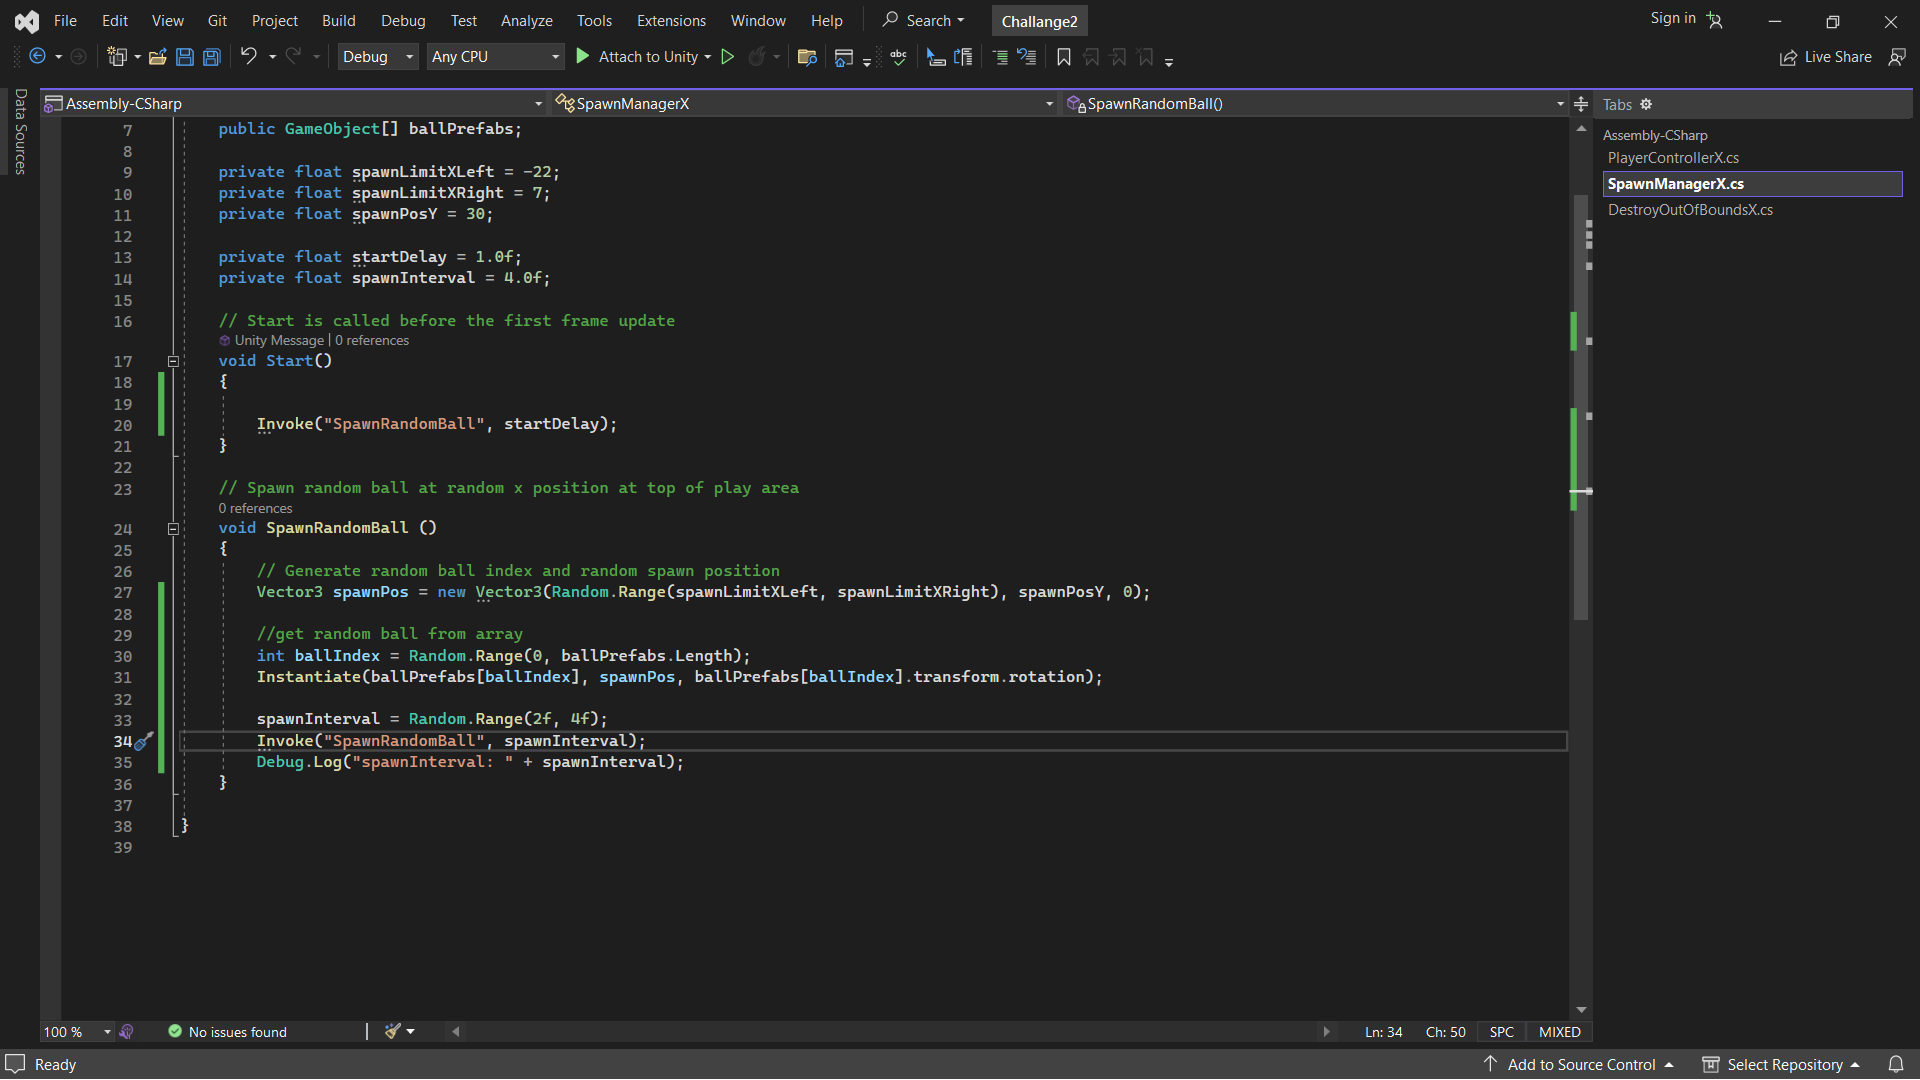 File Edit View Git Project Build Debug Test Analyze Tools Extensions Window Help Search Challange2 Sign in
Debug Any CPU Attach to Unity abc Live Share
Data Sources
Assembly-CSharp SpawnManagerX SpawnRandomBall() Tabs
Assembly-CSharp
PlayerControllerX.cs
SpawnManagerX.cs
DestroyOutOfBoundsX.cs
7 public GameObject[] ballPrefabs;
8
9 private float spawnLimitXLeft = -22;
10 private float spawnLimitXRight = 7;
11 private float spawnPosY = 30;
12
13 private float startDelay = 1.0f;
14 private float spawnInterval = 4.0f;
15
16 // Start is called before the first frame update
Unity Message | 0 references
17 void Start()
18 {
19
20 Invoke("SpawnRandomBall", startDelay);
21 }
22
23 // Spawn random ball at random x position at top of play area
0 references
24 void SpawnRandomBall ()
25 {
26 // Generate random ball index and random spawn position
27 Vector3 spawnPos = new Vector3(Random.Range(spawnLimitXLeft, spawnLimitXRight), spawnPosY, 0);
28
29 //get random ball from array
30 int ballIndex = Random.Range(0, ballPrefabs.Length);
31 Instantiate(ballPrefabs[ballIndex], spawnPos, ballPrefabs[ballIndex].transform.rotation);
32
33 spawnInterval = Random.Range(2f, 4f);
34 Invoke("SpawnRandomBall", spawnInterval);
35 Debug.Log("spawnInterval: " + spawnInterval);
36 }
37
38 }
39
100 % No issues found Ln: 34 Ch: 50 SPC MIXED
Ready Add to Source Control Select Repository